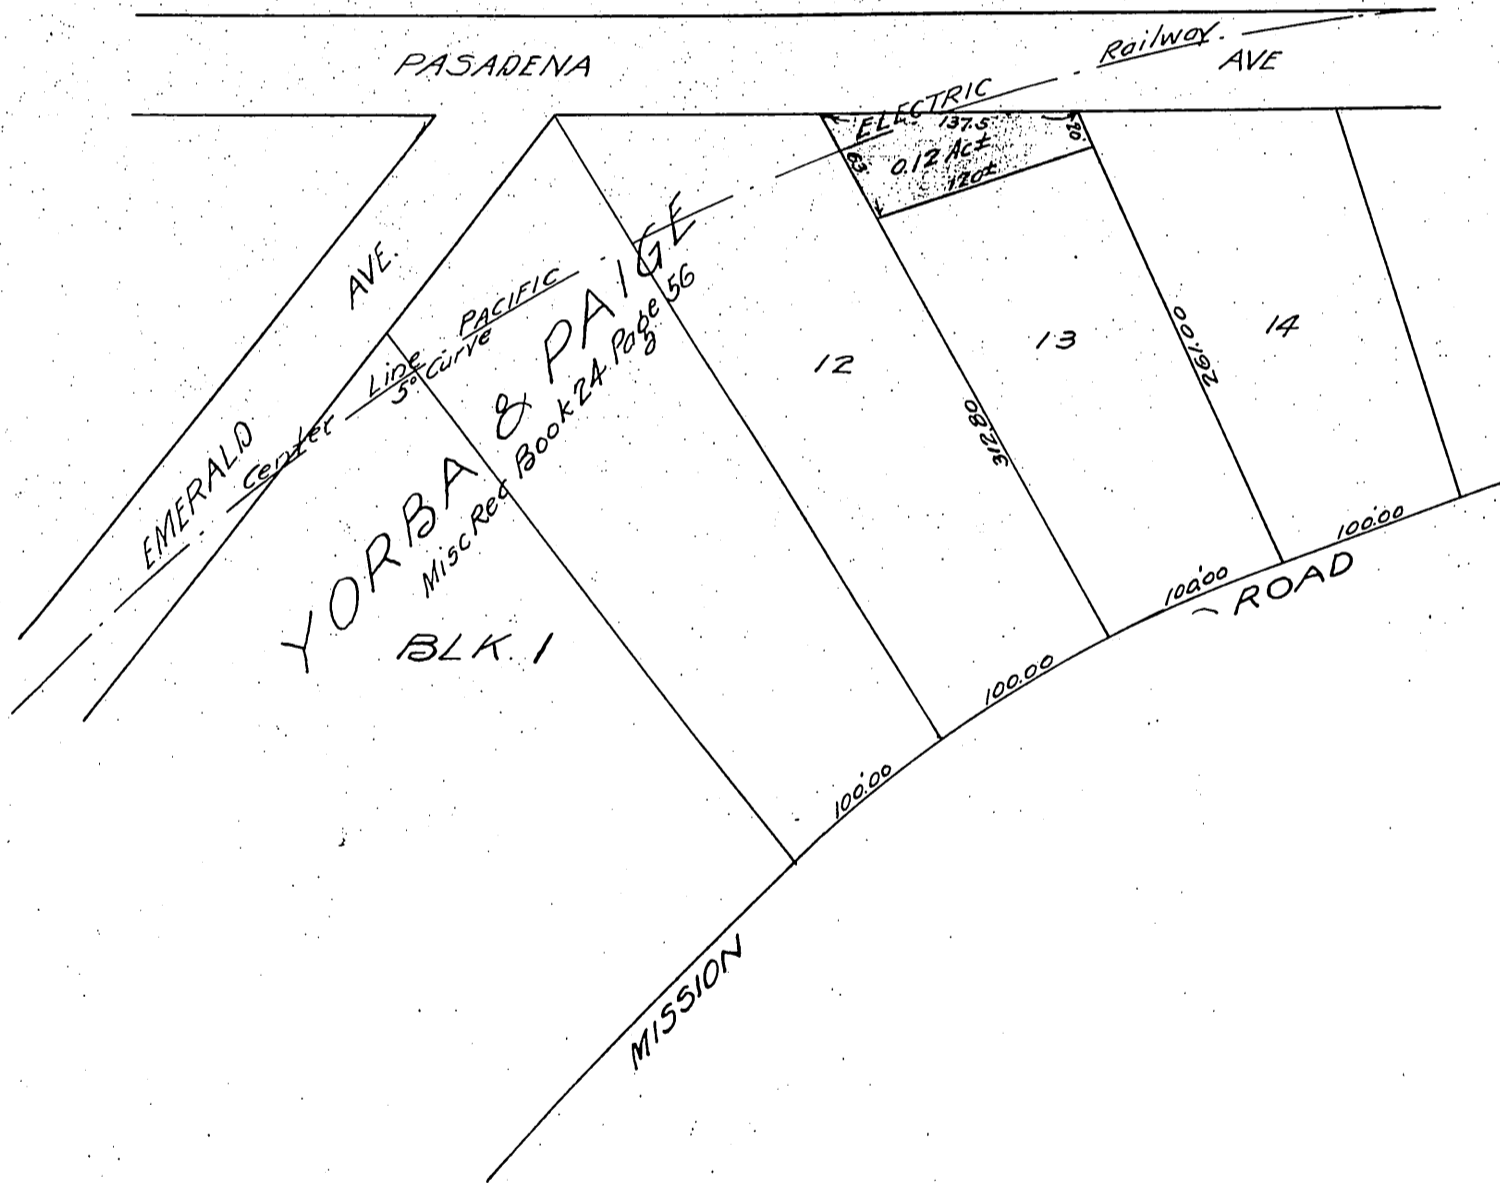 PASADENA AVE
Center Line PACIFIC ELECTRIC Railway.
5° Curve
137.5
20'
63'
0.12 Ac±
120±
EMERALD AVE.
YORBA & PAIGE
Misc Rec Book 24 Page 56
BLK. 1
12
13
14
312.80
261.00
100.00
100.00
100.00
100.00
MISSION ROAD